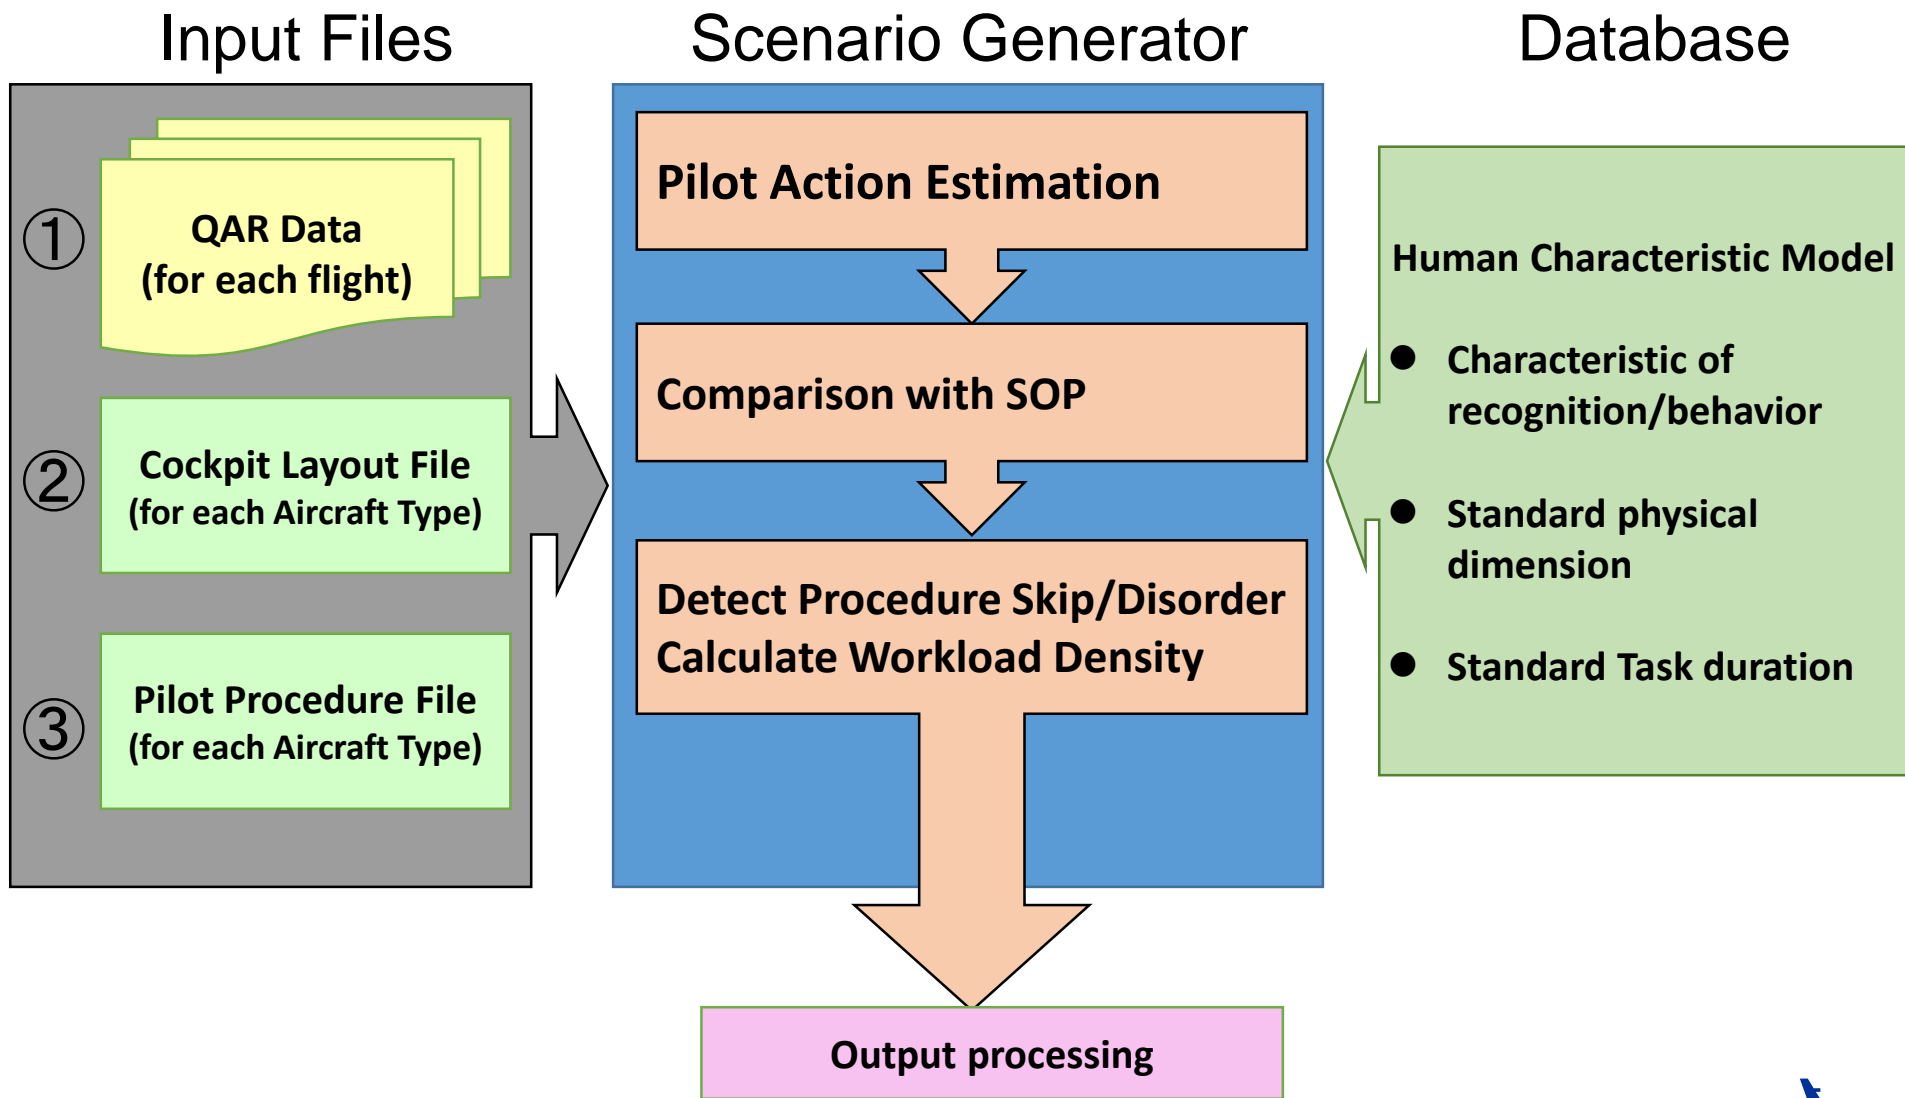 Input Files
①
QAR Data
(for each flight)
②
Cockpit Layout File
(for each Aircraft Type)
③
Pilot Procedure File
(for each Aircraft Type)
Scenario Generator
Pilot Action Estimation
Comparison with SOP
Detect Procedure Skip/Disorder
Calculate Workload Density
Output processing
Database
Human Characteristic Model
● Characteristic of
recognition/behavior
● Standard physical
dimension
● Standard Task duration